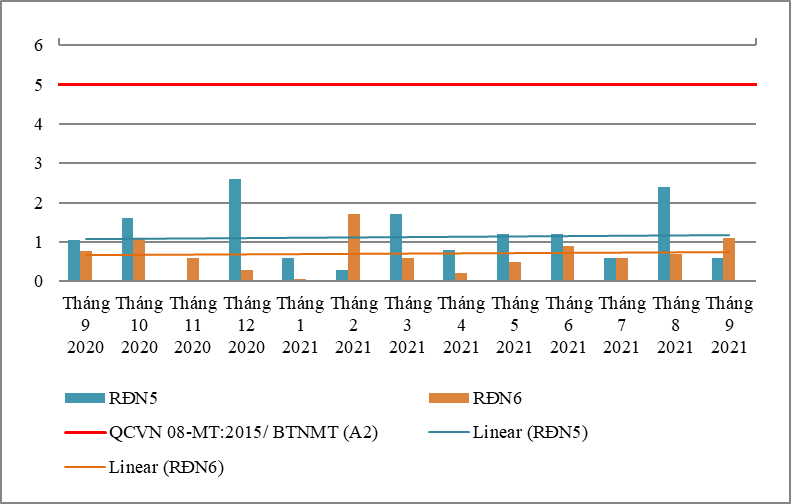 6
5
4
3
2
1
0
Tháng Tháng Tháng Tháng Tháng Tháng Tháng Tháng Tháng Tháng Tháng Tháng Tháng
9 10 11 12 1 2 3 4 5 6 7 8 9
2020 2020 2020 2020 2021 2021 2021 2021 2021 2021 2021 2021 2021
RĐN5 RĐN6
QCVN 08-MT:2015/ BTNMT (A2) Linear (RĐN5)
Linear (RĐN6)